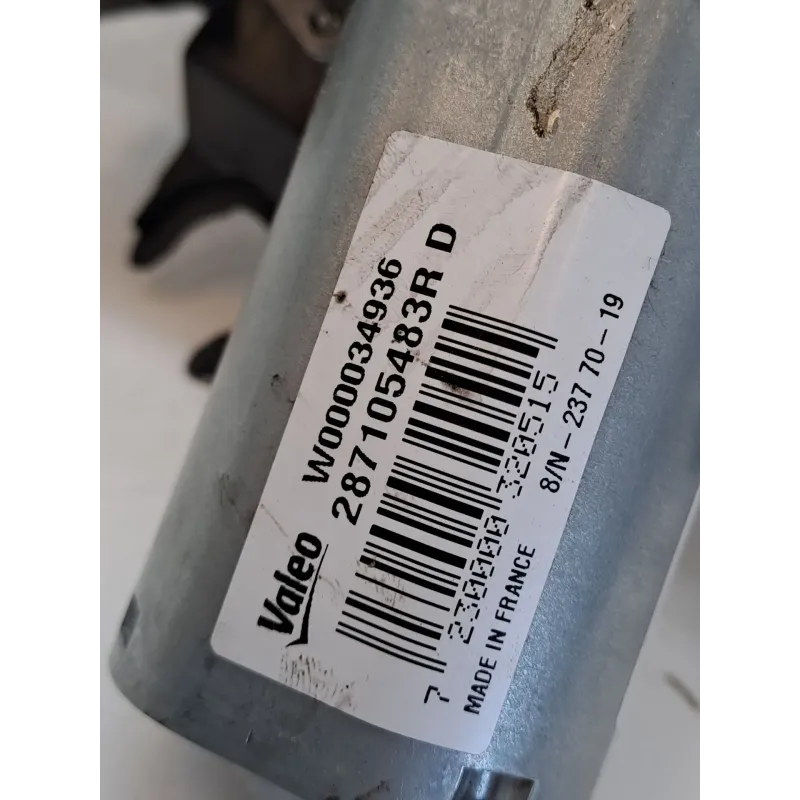 Valeo
W000034936
287105483R D
7 230000 320515
8/N - 237 70 - 19
MADE IN FRANCE